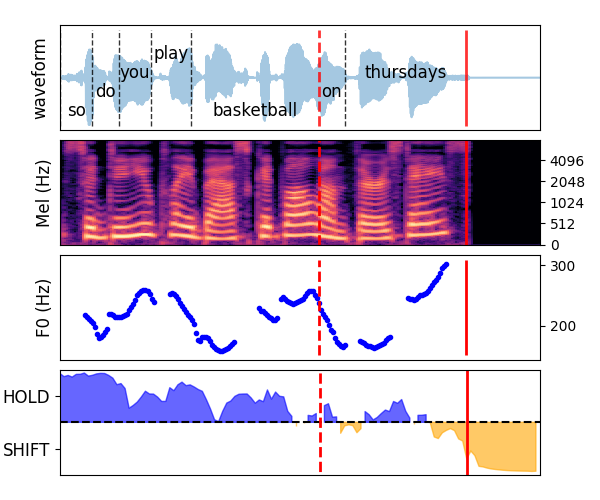 waveform
so
do
you
play
basketball
on
thursdays
Mel (Hz)
4096
2048
1024
512
0
F0 (Hz)
300
200
HOLD
SHIFT